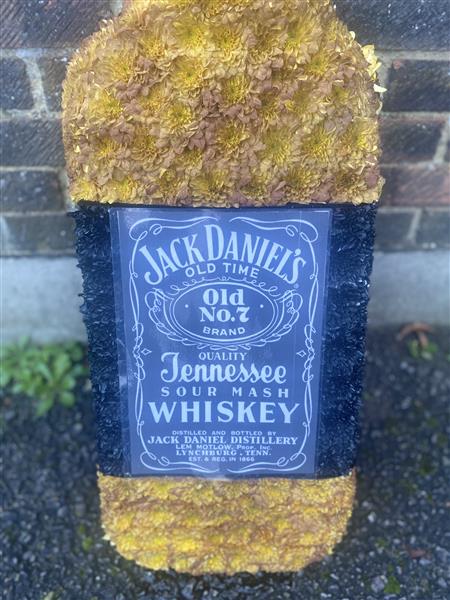 JACK DANIEL'S
OLD TIME
Old
No.7
BRAND
QUALITY
Tennessee
SOUR MASH
WHISKEY
DISTILLED AND BOTTLED BY
JACK DANIEL DISTILLERY
LEM MOTLOW, PROP. INC.
LYNCHBURG, TENN.
EST. & REG. IN 1866